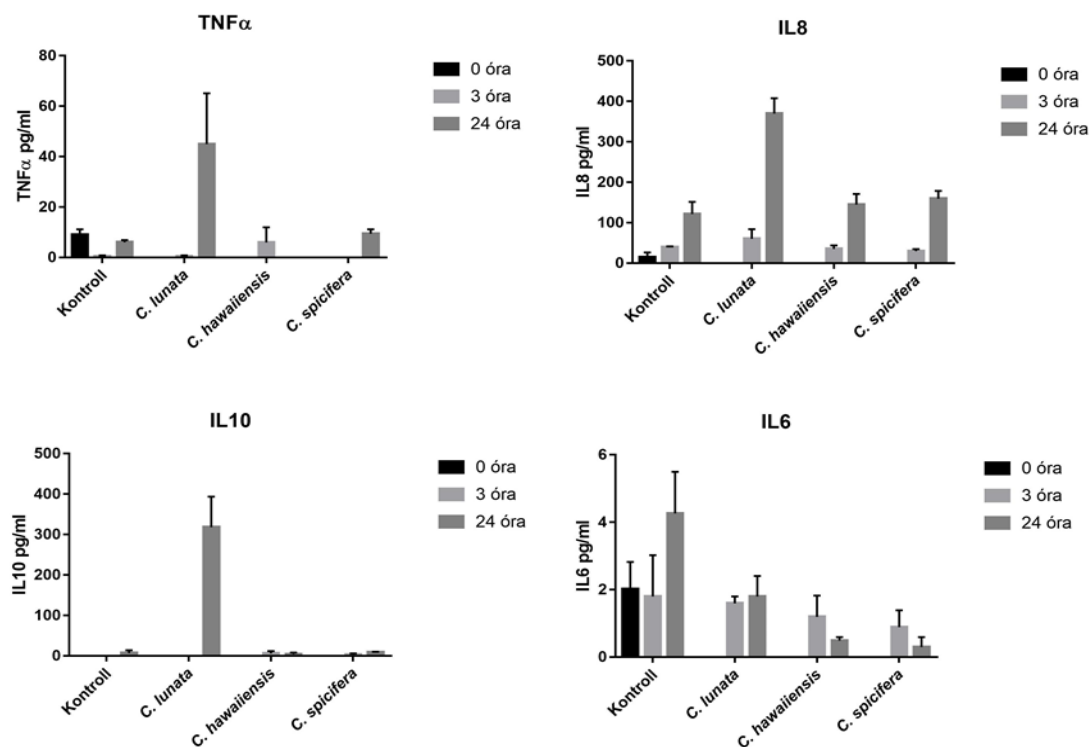 TNFα
80
60
40
20
0
TNFα pg/ml
Kontroll
C. lunata
C. hawaiiensis
C. spicifera
0 óra
3 óra
24 óra
IL8
500
400
300
200
100
0
IL8 pg/ml
Kontroll
C. lunata
C. hawaiiensis
C. spicifera
0 óra
3 óra
24 óra
IL10
500
400
300
200
100
0
IL10 pg/ml
Kontroll
C. lunata
C. hawaiiensis
C. spicifera
0 óra
3 óra
24 óra
IL6
6
4
2
0
IL6 pg/ml
Kontroll
C. lunata
C. hawaiiensis
C. spicifera
0 óra
3 óra
24 óra